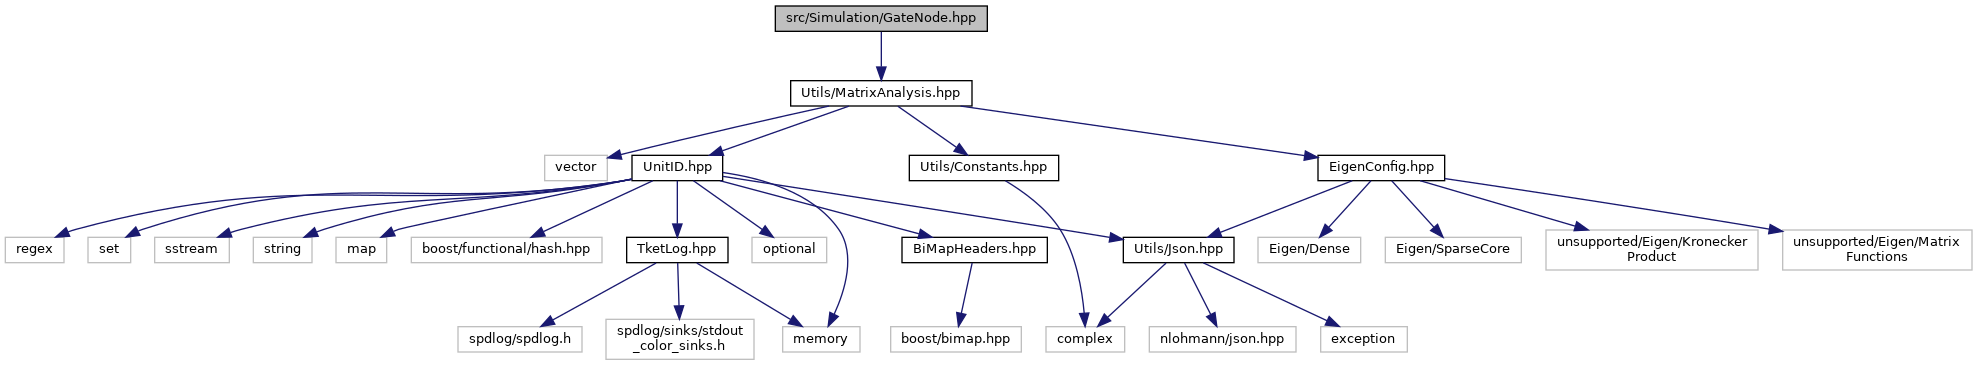 src/Simulation/GateNode.hpp
Utils/MatrixAnalysis.hpp
vector
UnitID.hpp
Utils/Constants.hpp
EigenConfig.hpp
regex
set
sstream
string
map
boost/functional/hash.hpp
TketLog.hpp
optional
BiMapHeaders.hpp
Utils/Json.hpp
Eigen/Dense
Eigen/SparseCore
unsupported/Eigen/Kronecker
Product
unsupported/Eigen/Matrix
Functions
spdlog/spdlog.h
spdlog/sinks/stdout
_color_sinks.h
memory
boost/bimap.hpp
complex
nlohmann/json.hpp
exception